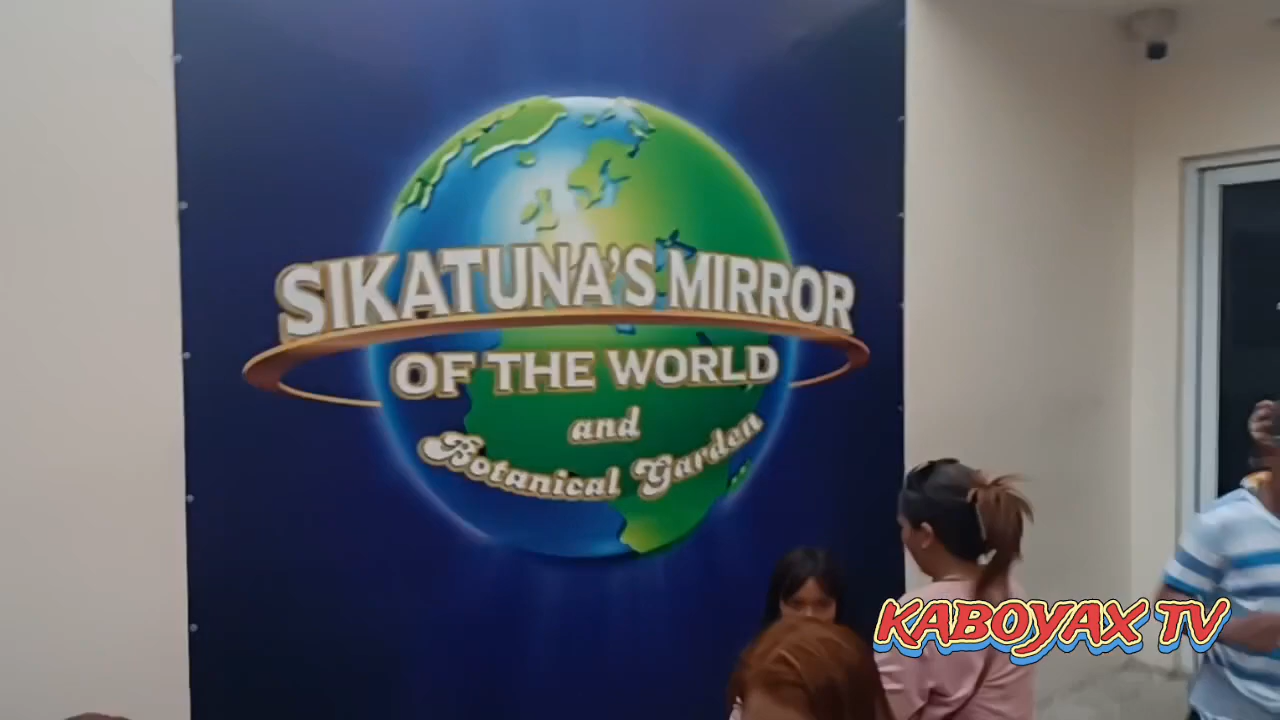 SIKATUNA'S MIRROR
OF THE WORLD
and
Botanical Garden
KABOYAX TV